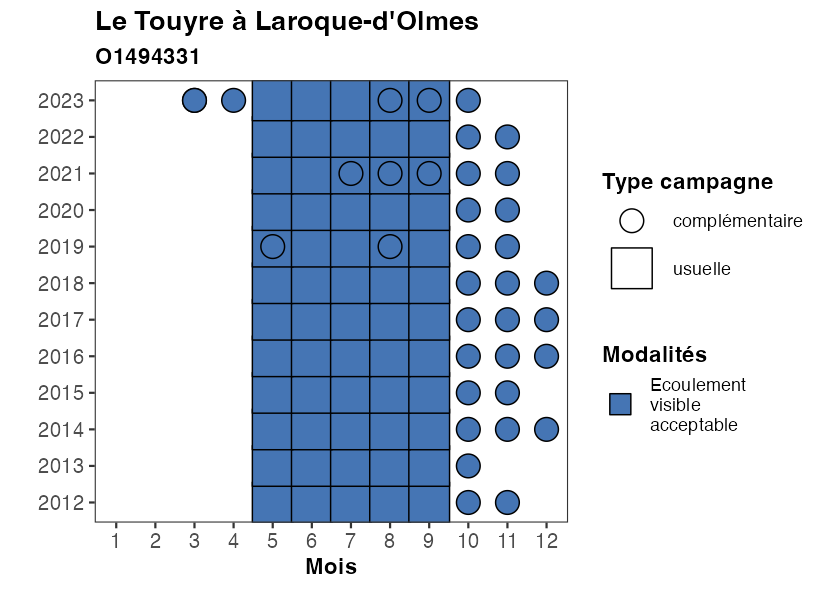 Le Touyre à Laroque-d'Olmes
O1494331
2023
2022
2021
2020
2019
2018
2017
2016
2015
2014
2013
2012
1 2 3 4 5 6 7 8 9 10 11 12
Mois
Type campagne
complémentaire
usuelle
Modalités
Ecoulement
visible
acceptable